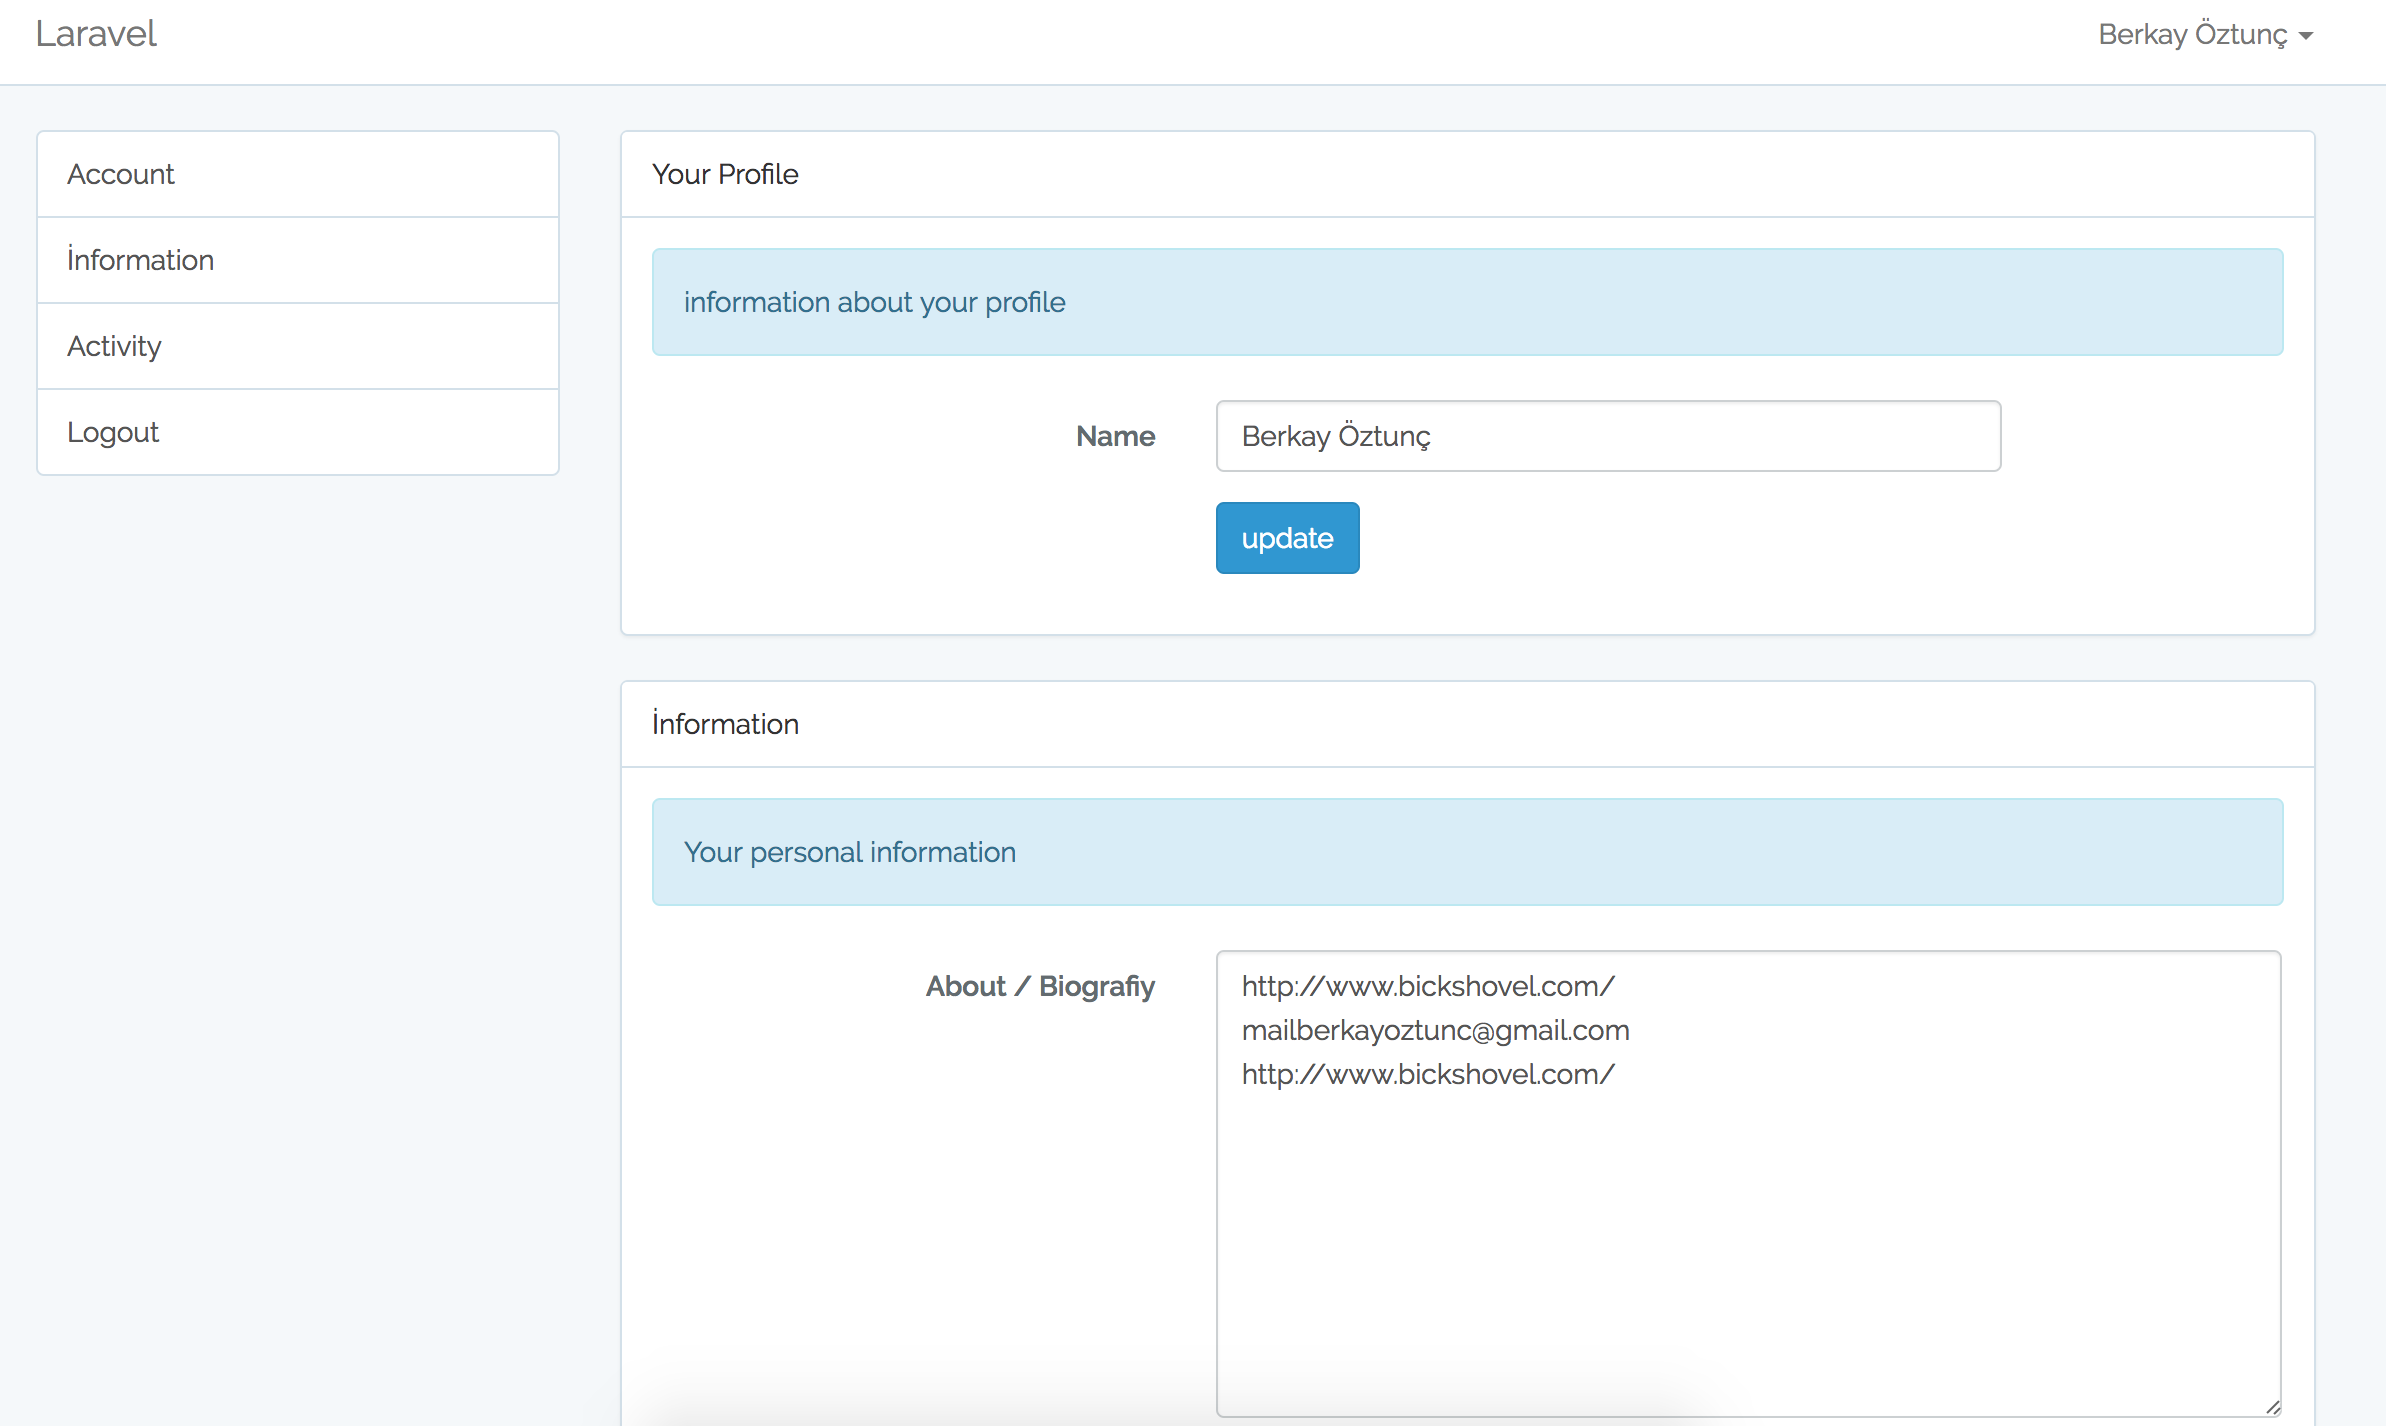 Laravel
Berkay Öztunç
Account
İnformation
Activity
Logout
Your Profile
information about your profile
Name
Berkay Öztunç
update
İnformation
Your personal information
About / Biografiy
http://www.bickshovel.com/
mailberkayoztunc@gmail.com
http://www.bickshovel.com/